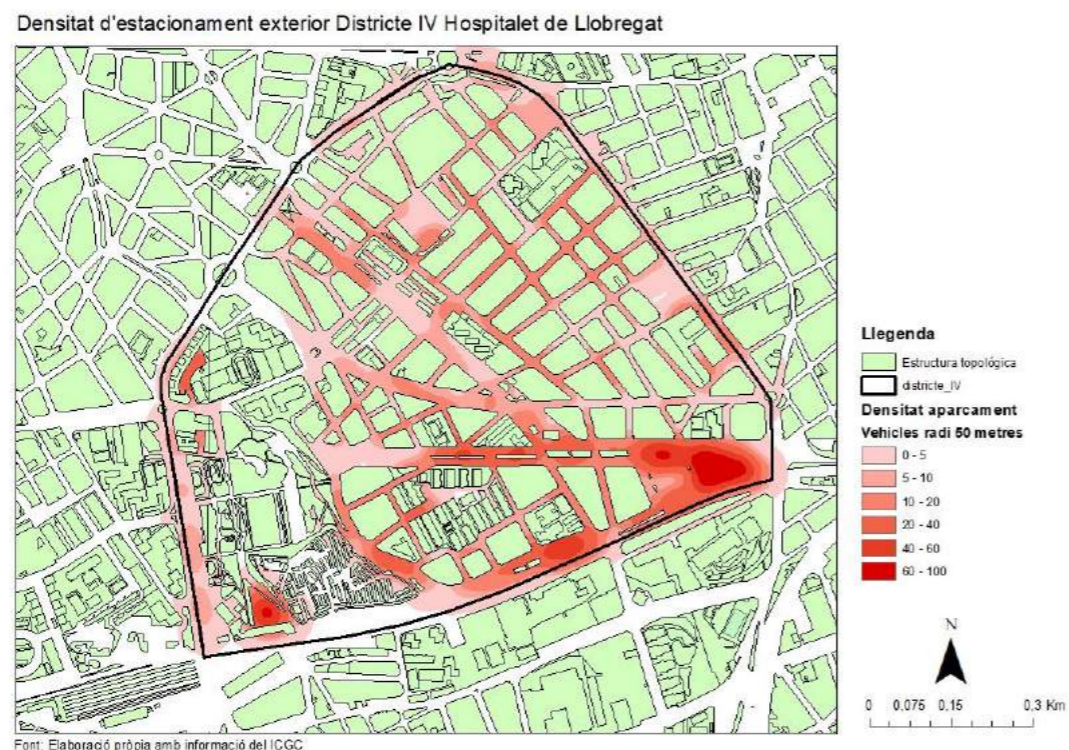 Densitat d'estacionament exterior Districte IV Hospitalet de Llobregat
Llegenda
Estructura topológica
districte_IV
Densitat aparcament
Vehicles radi 50 metres
0 - 5
5 - 10
10 - 20
20 - 40
40 - 60
60 - 100
N
0 0,075 0,15 0,3 Km
Font: Elaboració pròpia amb informació del ICGC